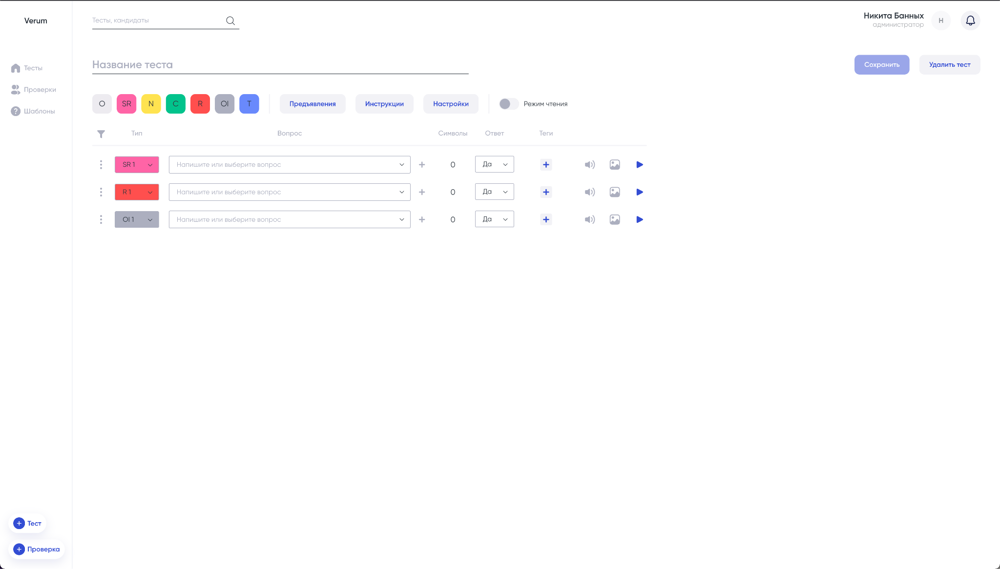 Verum
Тесты, кандидаты
Никита Банных
администратор
Н
Тесты
Проверки
Шаблоны
Название теста
Сохранить
Удалить тест
O SR N C R OI T
Предъявления
Инструкции
Настройки
Режим чтения
Тип Вопрос Символы Ответ Теги
SR 1 Напишите или выберите вопрос + 0 Да +
R 1 Напишите или выберите вопрос + 0 Да +
OI 1 Напишите или выберите вопрос + 0 Да +
+ Тест
+ Проверка